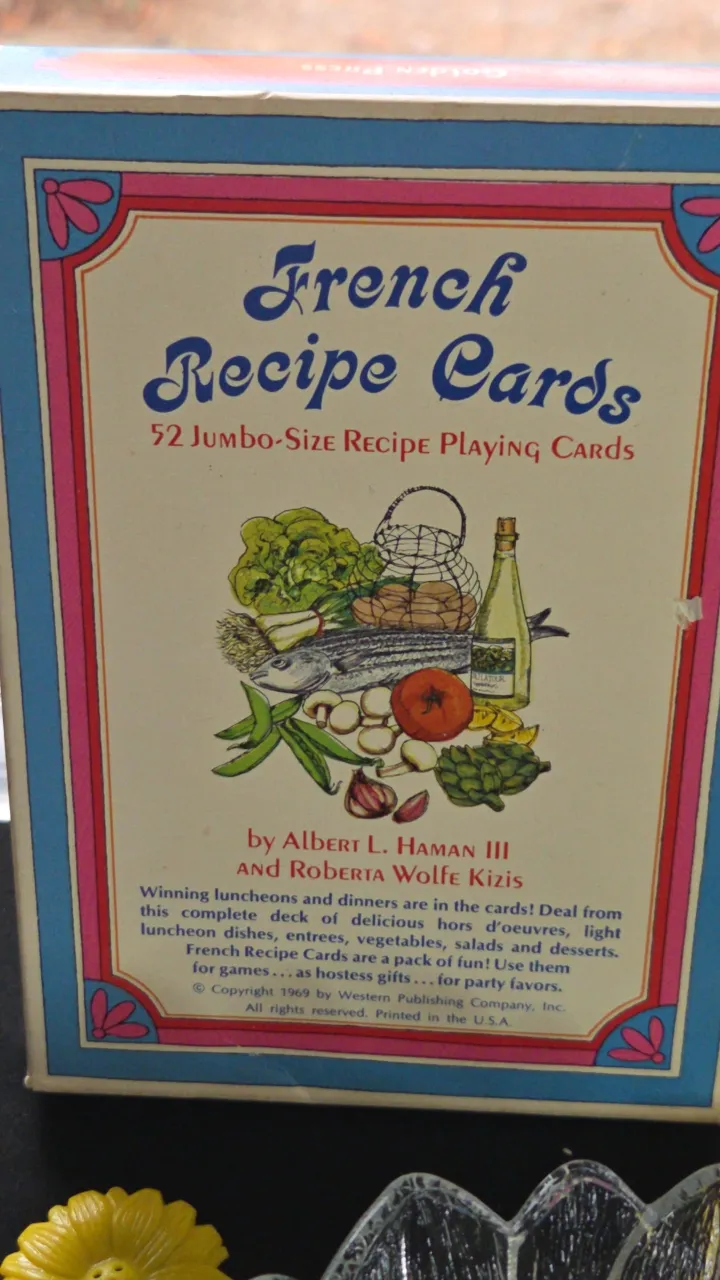 Golden Press
French
Recipe Cards
52 Jumbo-Size Recipe Playing Cards
by Albert L. Haman III
and Roberta Wolfe Kizis
Winning luncheons and dinners are in the cards! Deal from
this complete deck of delicious hors d'oeuvres, light
luncheon dishes, entrees, vegetables, salads and desserts.
French Recipe Cards are a pack of fun! Use them
for games...as hostess gifts...for party favors.
© Copyright 1969 by Western Publishing Company, Inc.
All rights reserved. Printed in the U.S.A.